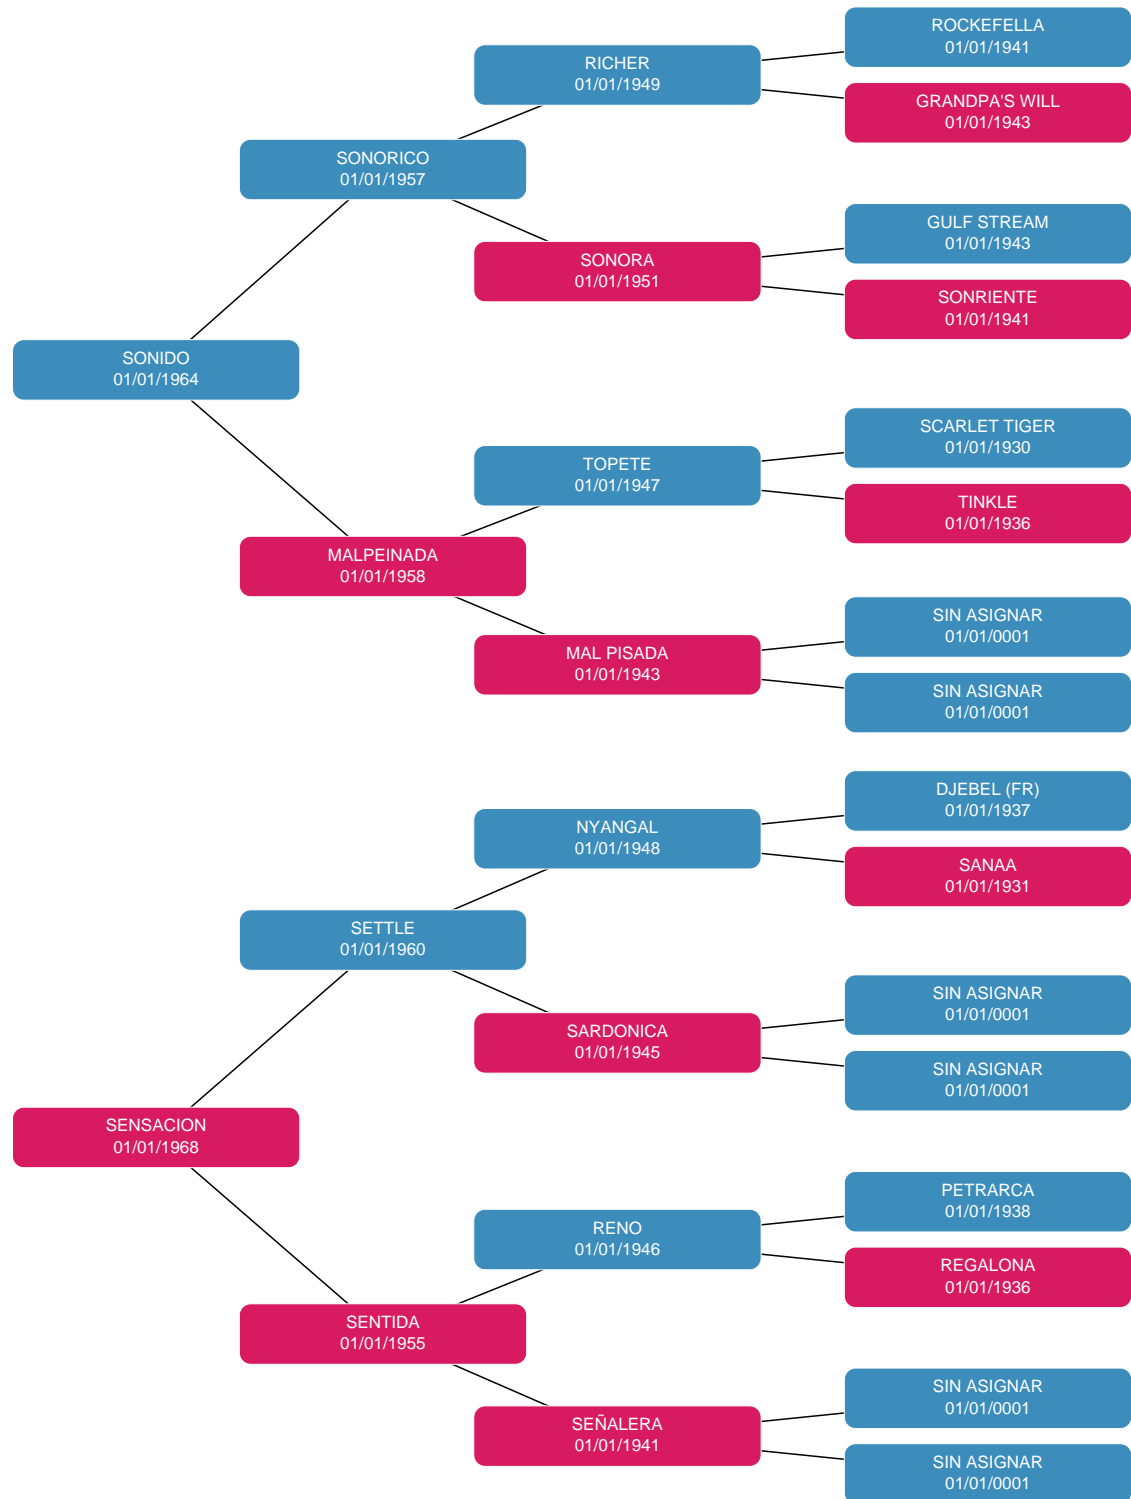 ROCKEFELLA
01/01/1941
RICHER
01/01/1949
GRANDPA'S WILL
01/01/1943
SONORICO
01/01/1957
GULF STREAM
01/01/1943
SONORA
01/01/1951
SONRIENTE
01/01/1941
SONIDO
01/01/1964
SCARLET TIGER
01/01/1930
TOPETE
01/01/1947
TINKLE
01/01/1936
MALPEINADA
01/01/1958
SIN ASIGNAR
01/01/0001
MAL PISADA
01/01/1943
SIN ASIGNAR
01/01/0001
DJEBEL (FR)
01/01/1937
NYANGAL
01/01/1948
SANAA
01/01/1931
SETTLE
01/01/1960
SIN ASIGNAR
01/01/0001
SARDONICA
01/01/1945
SIN ASIGNAR
01/01/0001
SENSACION
01/01/1968
PETRARCA
01/01/1938
RENO
01/01/1946
REGALONA
01/01/1936
SENTIDA
01/01/1955
SIN ASIGNAR
01/01/0001
SEÑALERA
01/01/1941
SIN ASIGNAR
01/01/0001